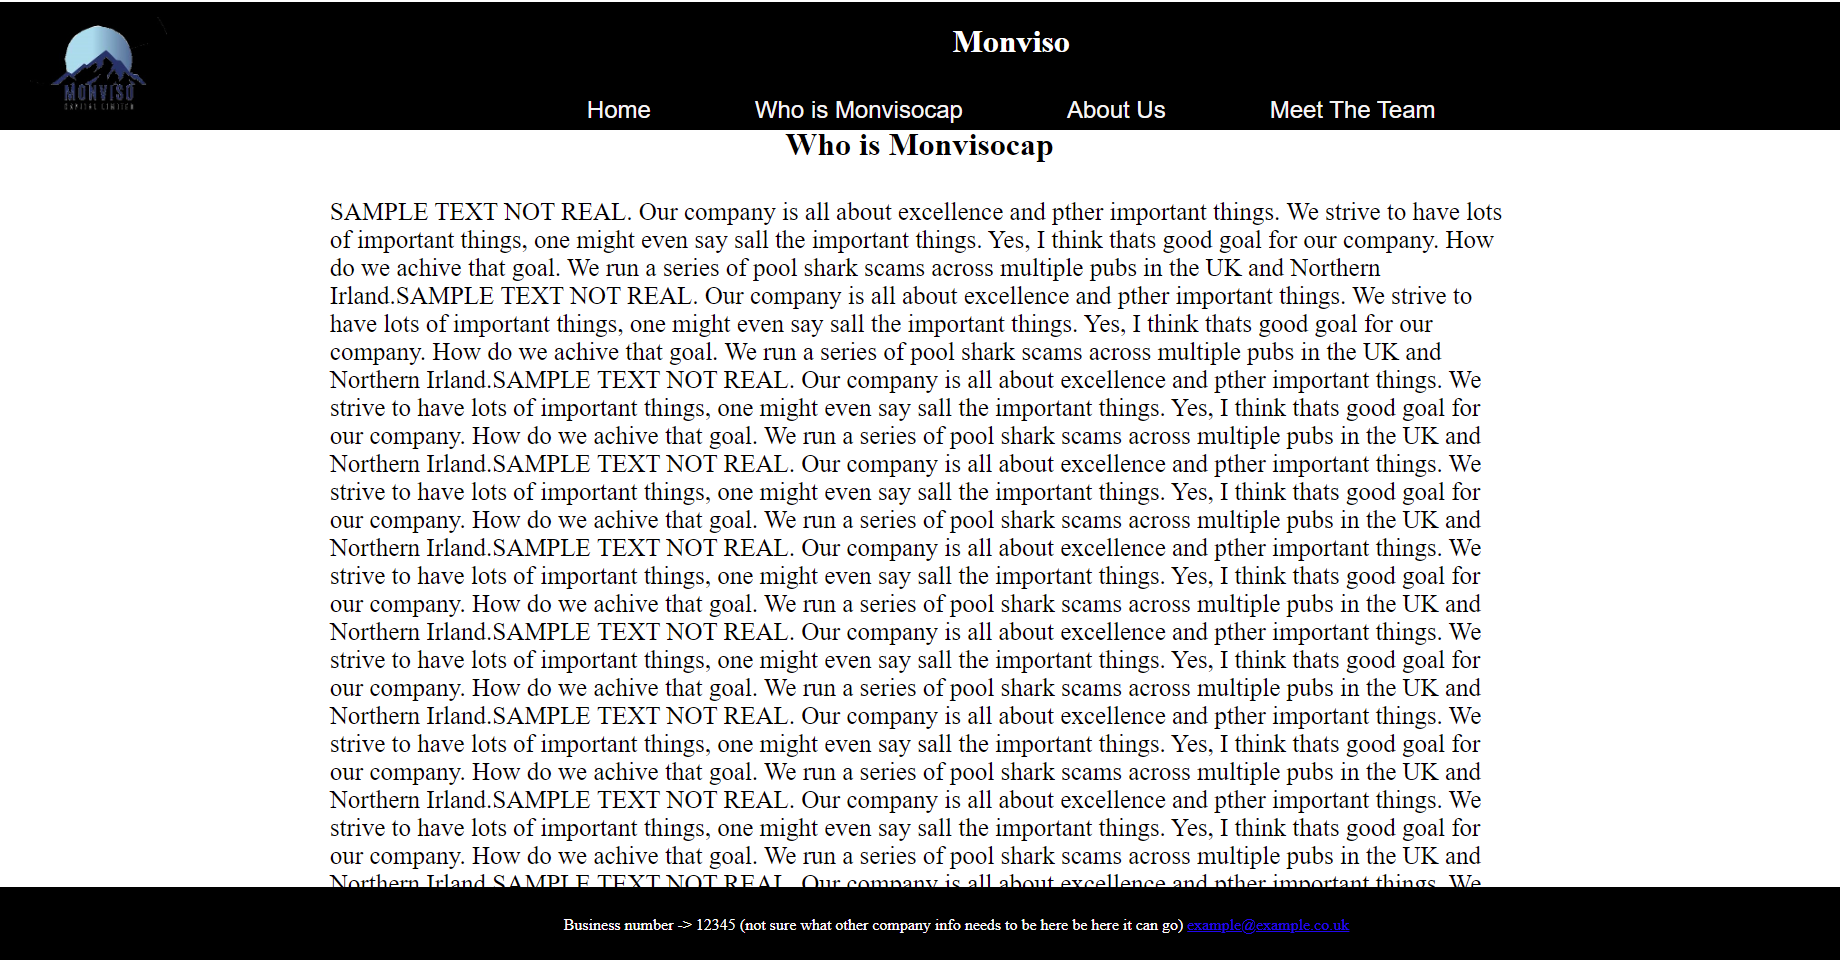 MONVISO
CAPITAL LIMITED
Monviso
Home Who is Monvisocap About Us Meet The Team
Who is Monvisocap
SAMPLE TEXT NOT REAL. Our company is all about excellence and pther important things. We strive to have lots
of important things, one might even say sall the important things. Yes, I think thats good goal for our company. How
do we achive that goal. We run a series of pool shark scams across multiple pubs in the UK and Northern
Irland.SAMPLE TEXT NOT REAL. Our company is all about excellence and pther important things. We strive to
have lots of important things, one might even say sall the important things. Yes, I think thats good goal for our
company. How do we achive that goal. We run a series of pool shark scams across multiple pubs in the UK and
Northern Irland.SAMPLE TEXT NOT REAL. Our company is all about excellence and pther important things. We
strive to have lots of important things, one might even say sall the important things. Yes, I think thats good goal for
our company. How do we achive that goal. We run a series of pool shark scams across multiple pubs in the UK and
Northern Irland.SAMPLE TEXT NOT REAL. Our company is all about excellence and pther important things. We
strive to have lots of important things, one might even say sall the important things. Yes, I think thats good goal for
our company. How do we achive that goal. We run a series of pool shark scams across multiple pubs in the UK and
Northern Irland.SAMPLE TEXT NOT REAL. Our company is all about excellence and pther important things. We
strive to have lots of important things, one might even say sall the important things. Yes, I think thats good goal for
our company. How do we achive that goal. We run a series of pool shark scams across multiple pubs in the UK and
Northern Irland.SAMPLE TEXT NOT REAL. Our company is all about excellence and pther important things. We
strive to have lots of important things, one might even say sall the important things. Yes, I think thats good goal for
our company. How do we achive that goal. We run a series of pool shark scams across multiple pubs in the UK and
Northern Irland.SAMPLE TEXT NOT REAL. Our company is all about excellence and pther important things. We
strive to have lots of important things, one might even say sall the important things. Yes, I think thats good goal for
our company. How do we achive that goal. We run a series of pool shark scams across multiple pubs in the UK and
Northern Irland.SAMPLE TEXT NOT REAL. Our company is all about excellence and pther important things. We
strive to have lots of important things, one might even say sall the important things. Yes, I think thats good goal for
our company. How do we achive that goal. We run a series of pool shark scams across multiple pubs in the UK and
Northern Irland.SAMPLE TEXT NOT REAL. Our company is all about excellence and pther important things. We
Business number -> 12345 (not sure what other company info needs to be here be here it can go) example@example.co.uk